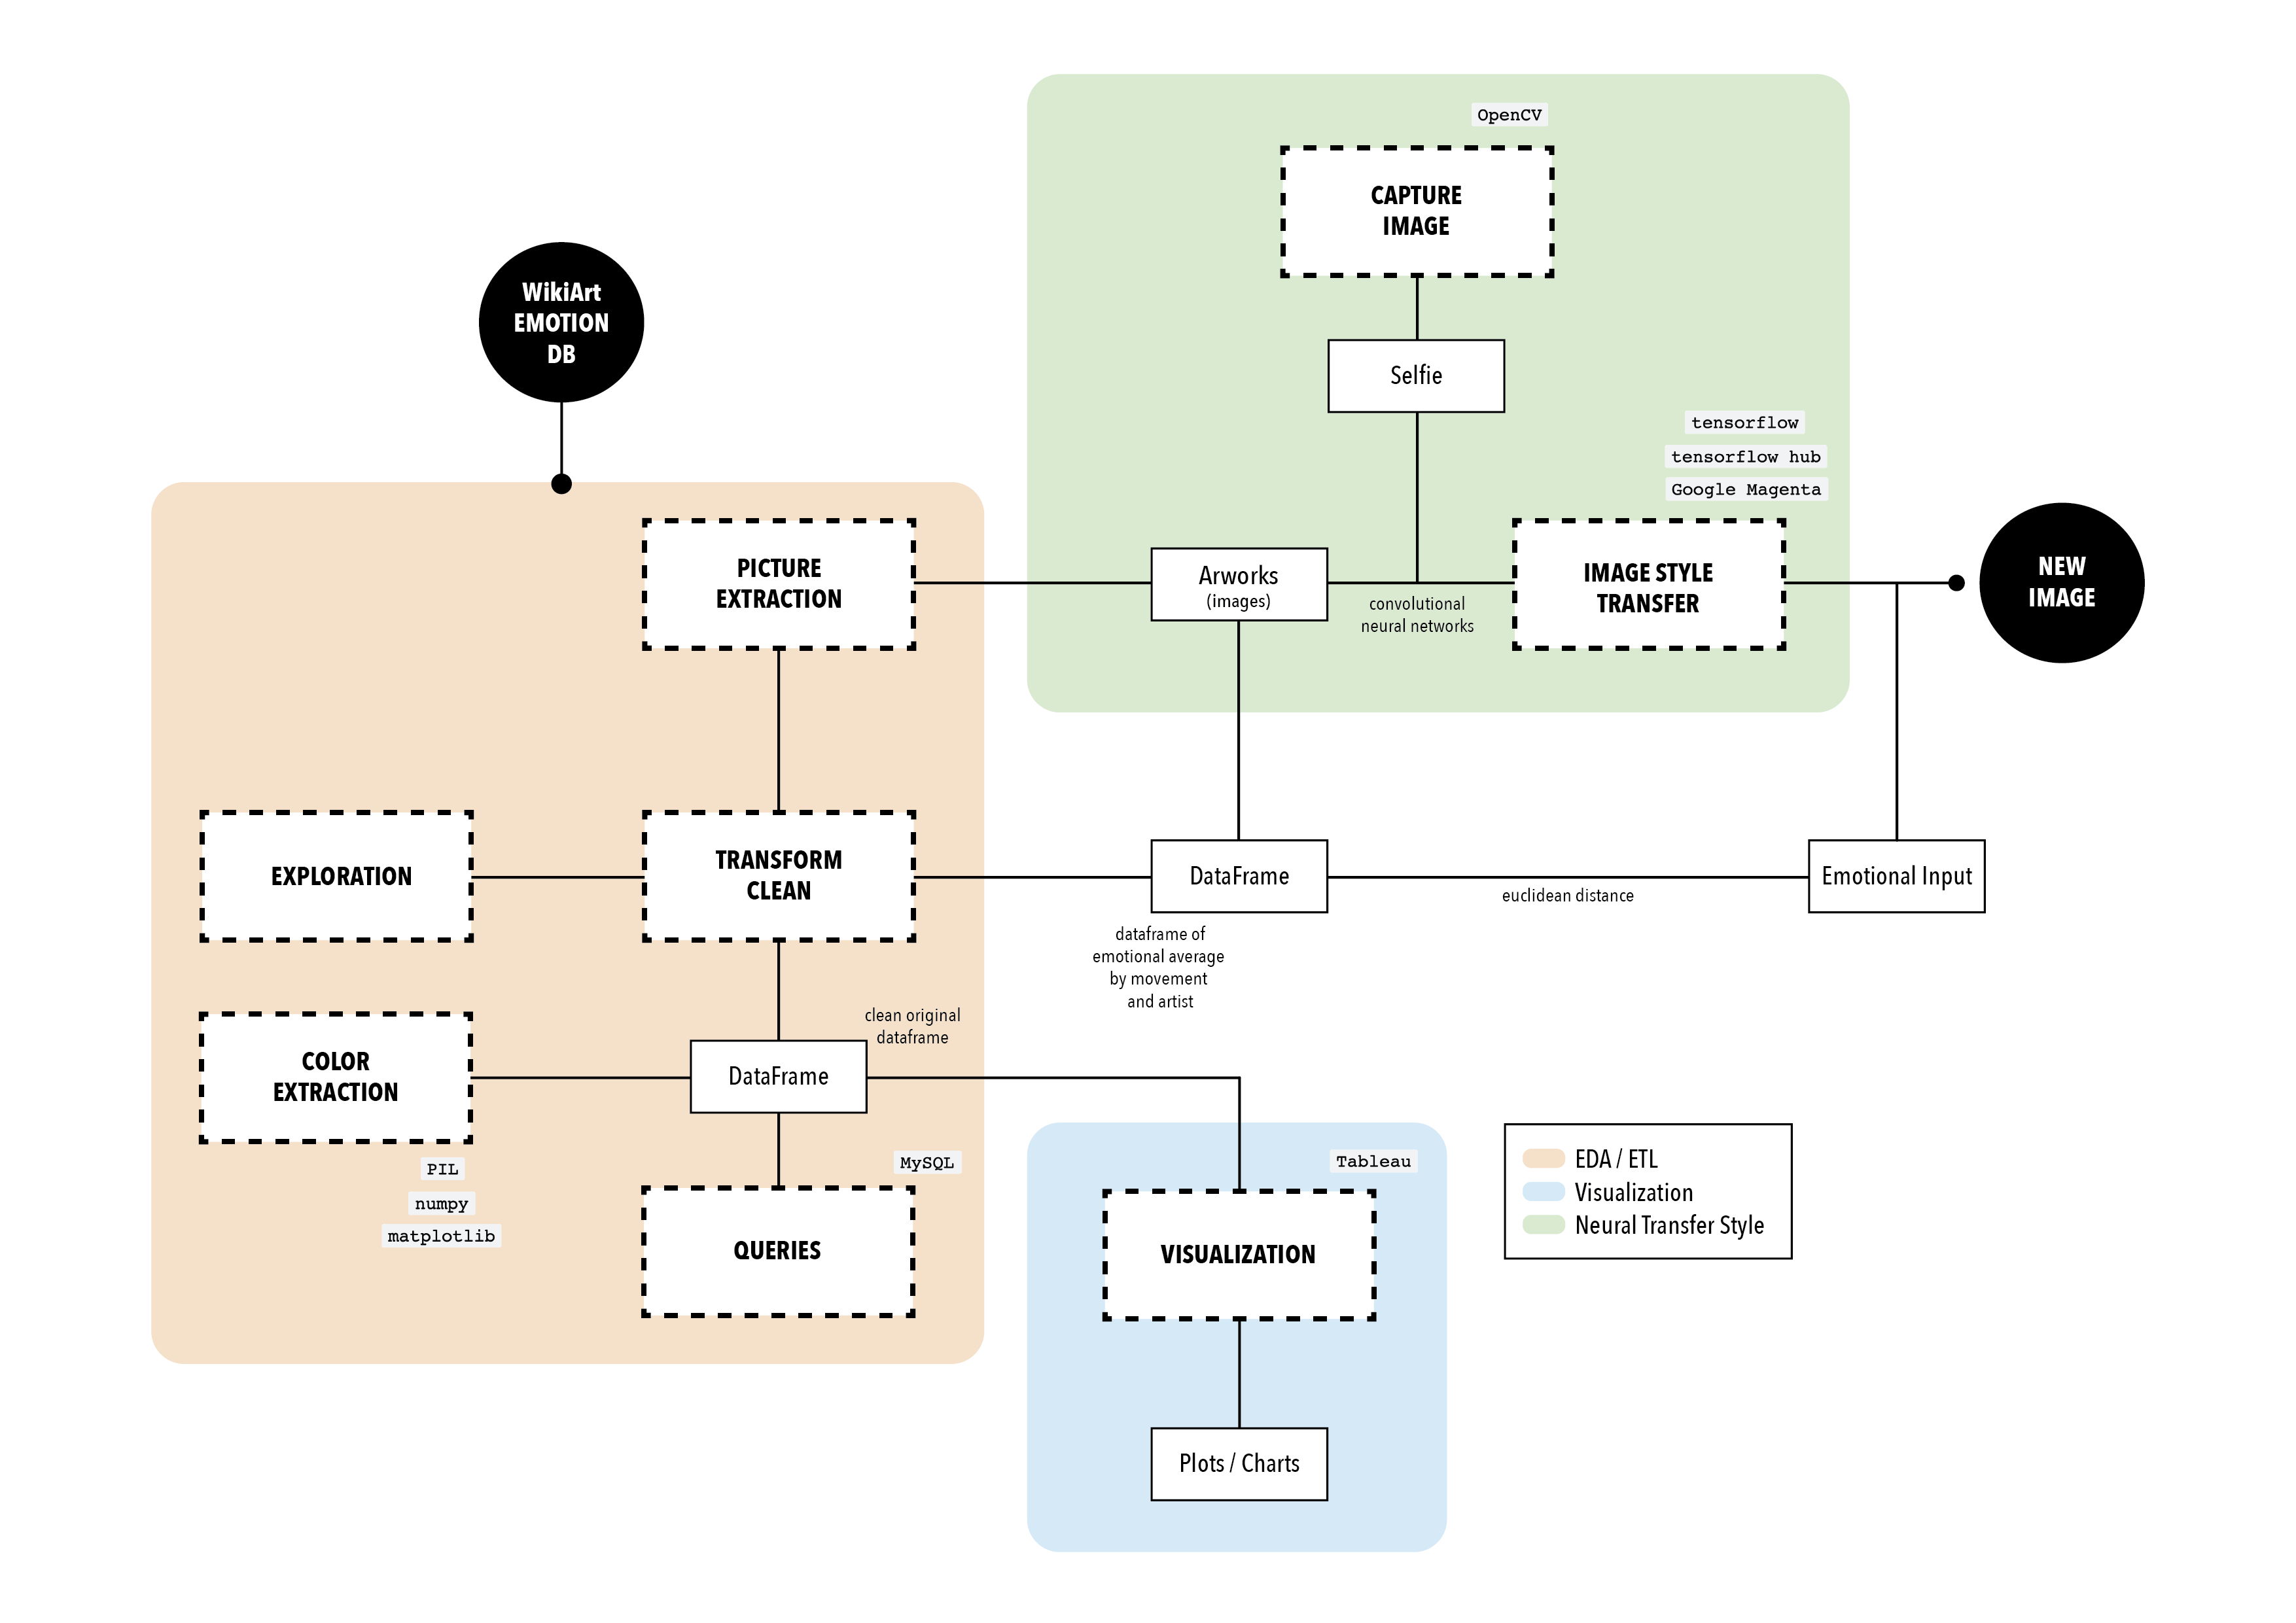 OpenCV
CAPTURE
IMAGE
WikiArt
EMOTION
DB
Selfie
tensorflow
tensorflow hub
Google Magenta
PICTURE
EXTRACTION
Arworks
(images)
convolutional
neural networks
IMAGE STYLE
TRANSFER
NEW
IMAGE
EXPLORATION
TRANSFORM
CLEAN
DataFrame
euclidean distance
Emotional Input
dataframe of
emotional average
by movement
and artist
clean original
dataframe
COLOR
EXTRACTION
DataFrame
PIL
numpy
matplotlib
MySQL
QUERIES
Tableau
VISUALIZATION
Plots / Charts
EDA / ETL
Visualization
Neural Transfer Style